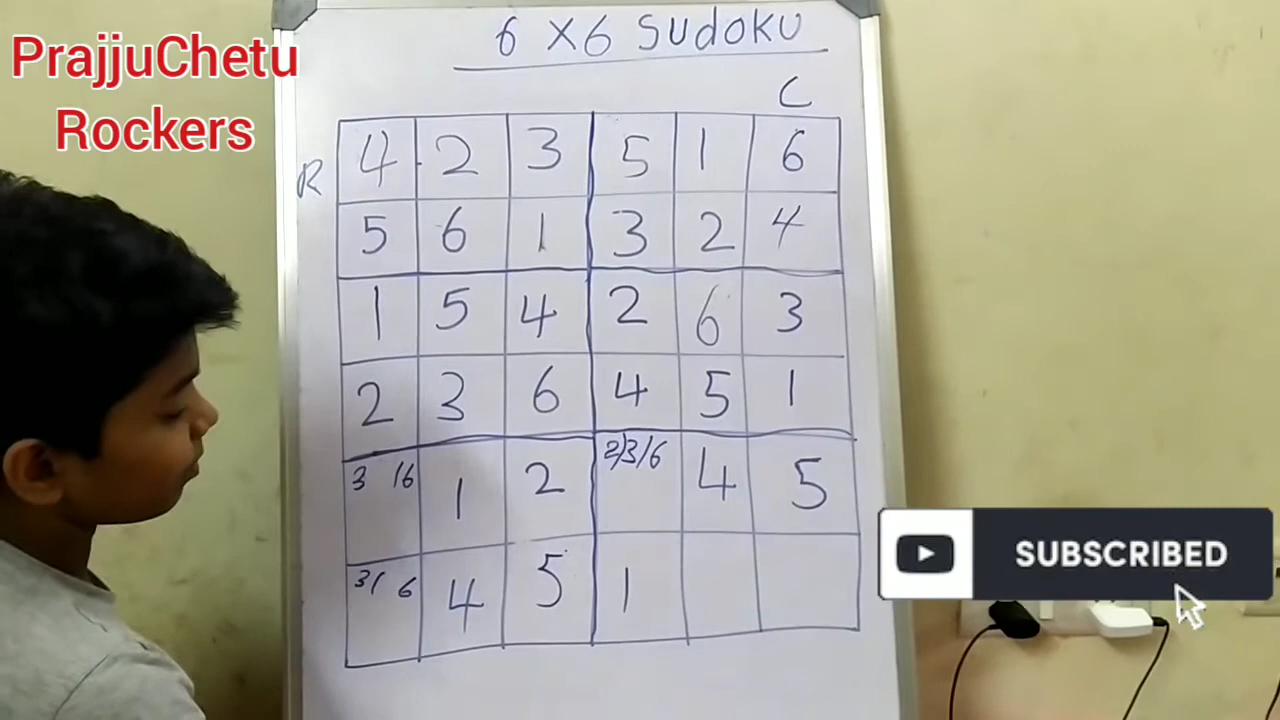 PrajjuChetu
Rockers
6 X 6 SUdoKU
C
R
4 2 3 5 1 6
5 6 1 3 2 4
1 5 4 2 6 3
2 3 6 4 5 1
3 16 1 2 2/3/6 4 5
3/ 6 4 5 1
SUBSCRIBED